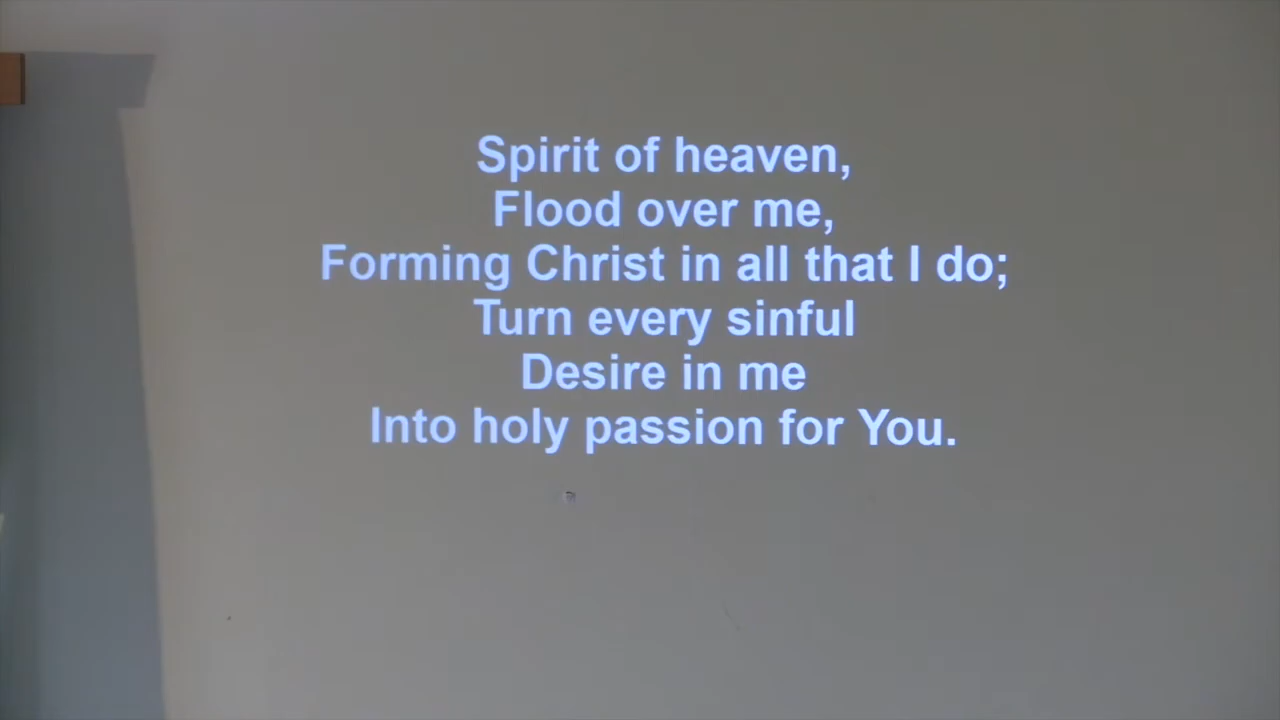 Spirit of heaven,
Flood over me,
Forming Christ in all that I do;
Turn every sinful
Desire in me
Into holy passion for You.